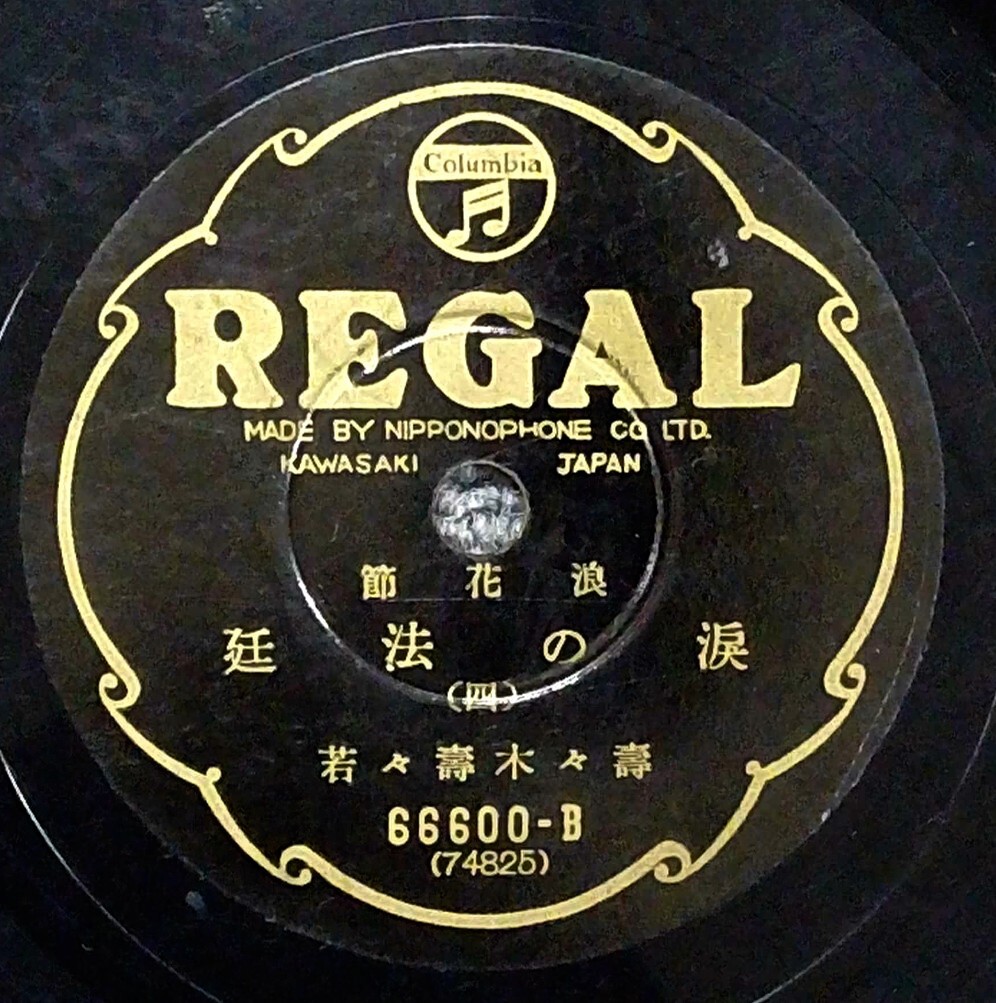 Columbia
REGAL
MADE BY NIPPONOPHONE CO LTD.
KAWASAKI JAPAN
浪花節
淚の法廷
(四)
壽々木壽々若
66600-B
(74825)